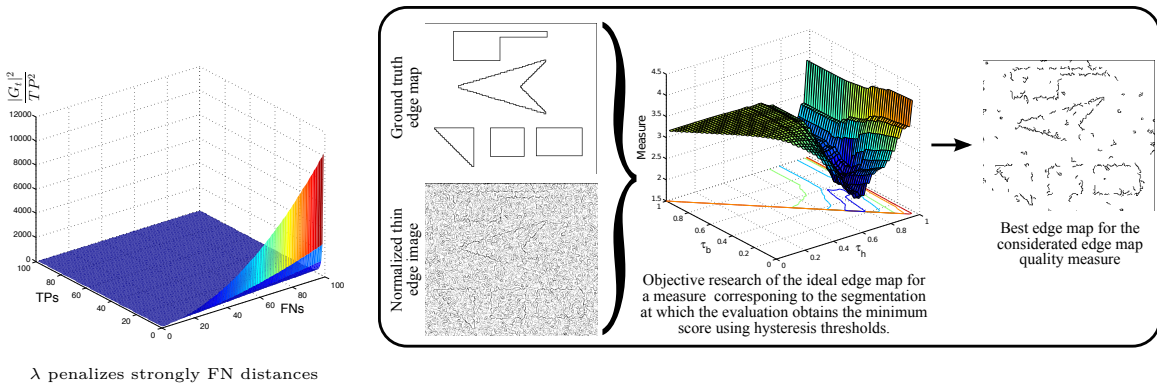 |G_t|²
TP²
12000
10000
8000
6000
4000
2000
0
100
80
60
40
20
0
TPs
0
20
40
60
80
100
FNs
λ penalizes strongly FN distances
Ground truth
edge map
Normalized thin
edge image
4.5
4
3.5
3
2.5
2
1.5
Measure
1
0.8
0.6
0.4
0.2
0
τ_b
0
0.2
0.4
0.6
0.8
1
τ_h
Objective research of the ideal edge map for
a measure corresponing to the segmentation
at which the evaluation obtains the minimum
score using hysteresis thresholds.
Best edge map for the
considerated edge map
quality measure